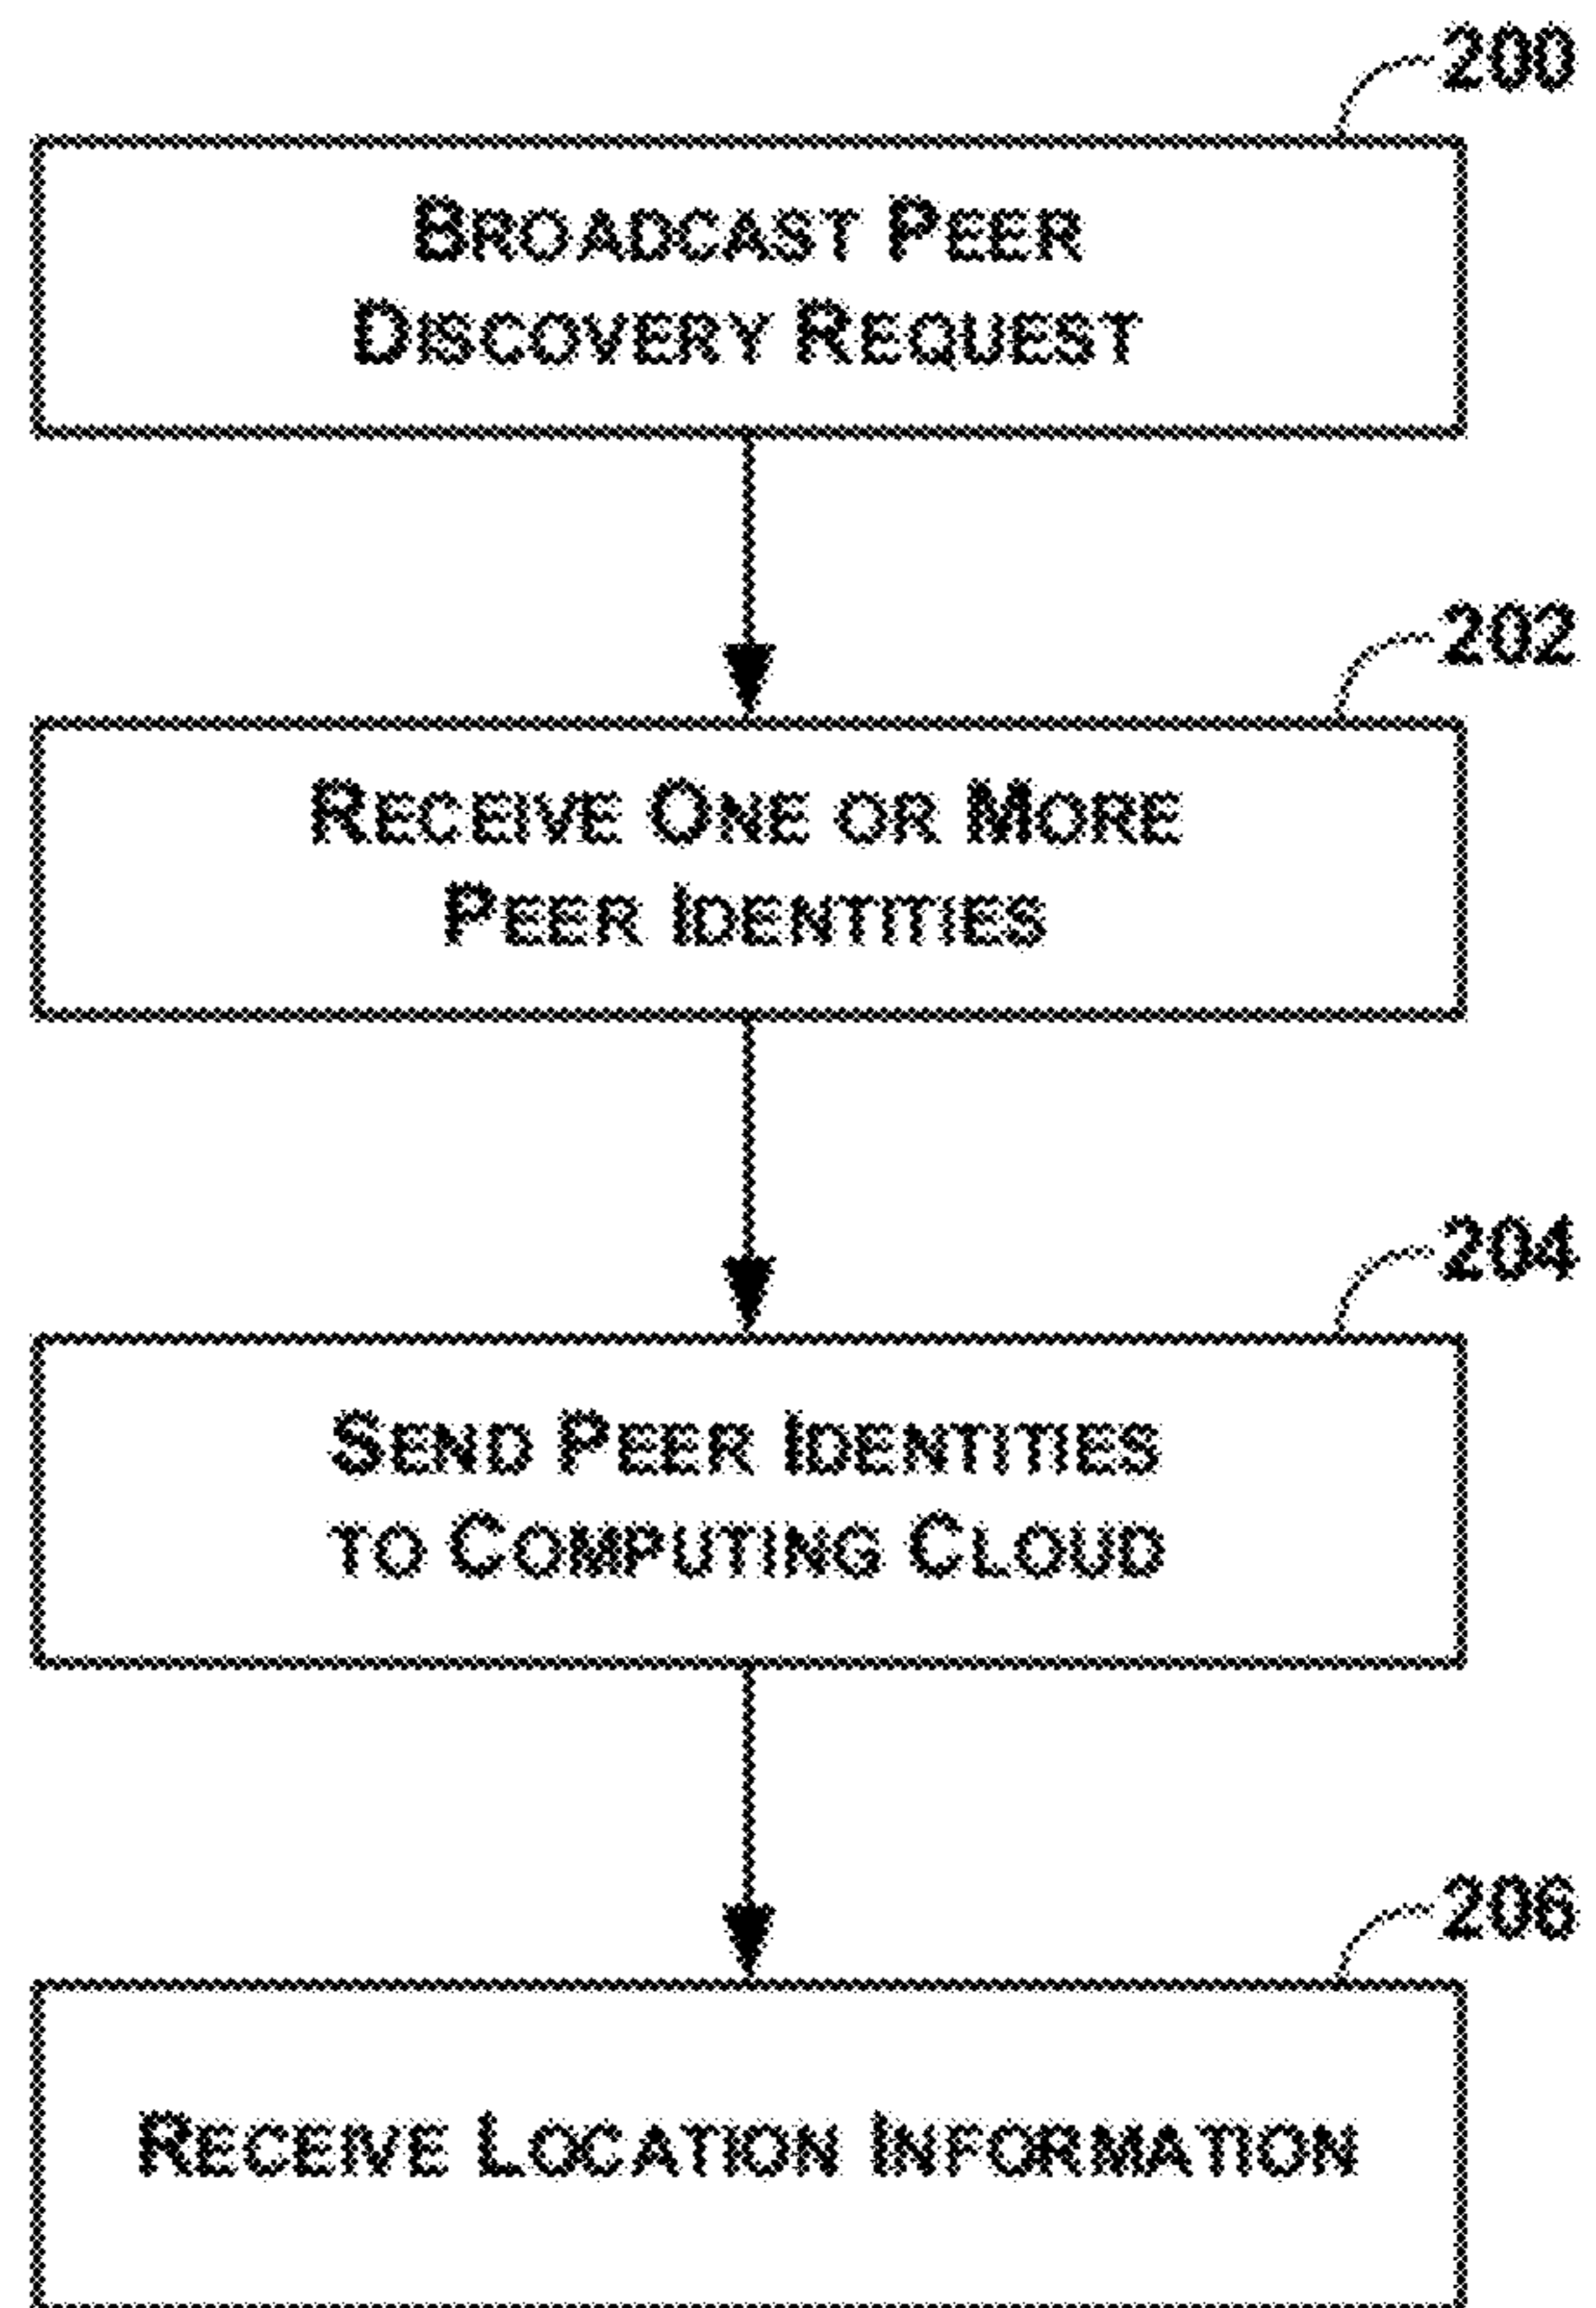 200
BROADCAST PEER
DISCOVERY REQUEST
202
RECEIVE ONE OR MORE
PEER IDENTITIES
204
SEND PEER IDENTITIES
TO COMPUTING CLOUD
206
RECEIVE LOCATION INFORMATION